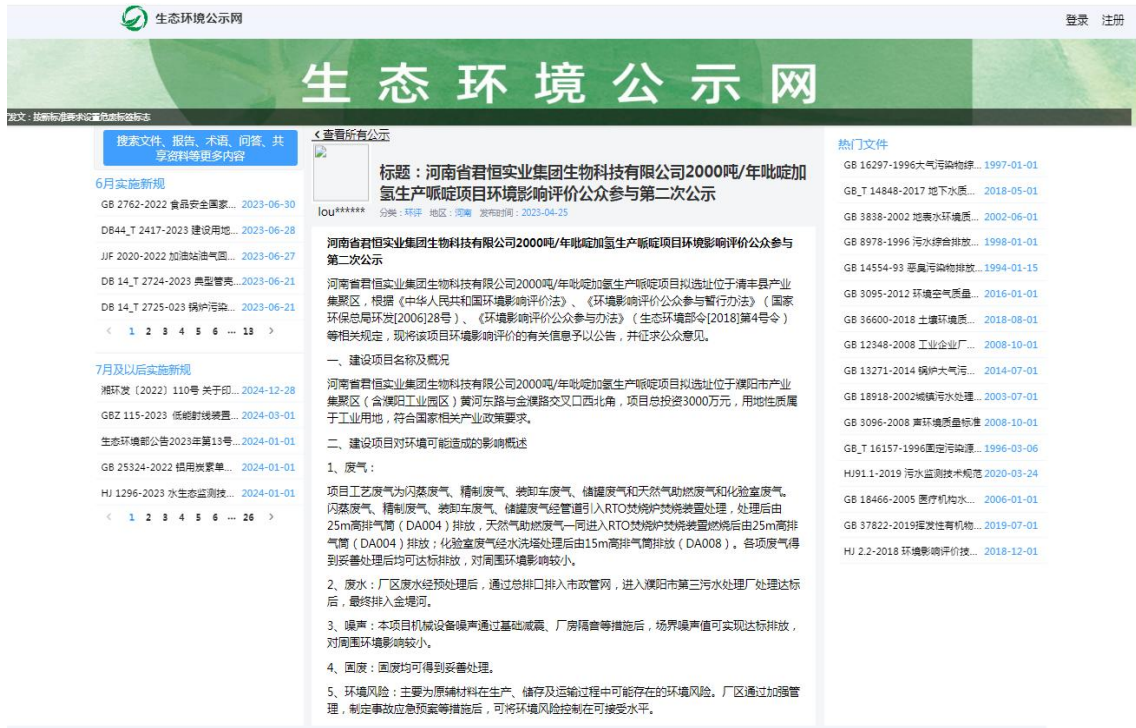 生态环境公示网
登录 注册
生态环境公示网
发文：按新标准要求设置危废标签标志
搜索文件、报告、术语、问答、共
享资料等更多内容
6月实施新规
GB 2762-2022 食品安全国家... 2023-06-30
DB44_T 2417-2023 建设用地... 2023-06-28
JJF 2020-2022 加油站油气回... 2023-06-27
DB 14_T 2724-2023 典型管壳... 2023-06-21
DB 14_T 2725-023 锅炉污染... 2023-06-21
< 1 2 3 4 5 6 ... 13 >
7月及以后实施新规
湘环发〔2022〕110号 关于印... 2024-12-28
GBZ 115-2023 低能射线装置... 2024-03-01
生态环境部公告2023年第13号... 2024-01-01
GB 25324-2022 铝用炭素单... 2024-01-01
HJ 1296-2023 水生态监测技... 2024-01-01
< 1 2 3 4 5 6 ... 26 >
く查看所有公示
标题：河南省君恒实业集团生物科技有限公司2000吨/年吡啶加
氢生产哌啶项目环境影响评价公众参与第二次公示
lou****** 分类：环评 地区：河南 发布时间：2023-04-25
河南省君恒实业集团生物科技有限公司2000吨/年吡啶加氢生产哌啶项目环境影响评价公众参与
第二次公示
河南省君恒实业集团生物科技有限公司2000吨/年吡啶加氢生产哌啶项目拟选址位于清丰县产业
集聚区，根据《中华人民共和国环境影响评价法》、《环境影响评价公众参与暂行办法》（国家
环保总局环发[2006]28号）、《环境影响评价公众参与办法》（生态环境部令[2018]第4号令）
等相关规定，现将该项目环境影响评价的有关信息予以公告，并征求公众意见。
一、建设项目名称及概况
河南省君恒实业集团生物科技有限公司2000吨/年吡啶加氢生产哌啶项目拟选址位于濮阳市产业
集聚区（含濮阳工业园区）黄河东路与金濮路交叉口西北角，项目总投资3000万元，用地性质属
于工业用地，符合国家相关产业政策要求。
二、建设项目对环境可能造成的影响概述
1、废气：
项目工艺废气为闪蒸废气、精制废气、装卸车废气、储罐废气和天然气助燃废气和化验室废气。
闪蒸废气、精制废气、装卸车废气、储罐废气经管道引入RTO焚烧炉焚烧装置处理，处理后由
25m高排气筒（DA004）排放，天然气助燃废气一同进入RTO焚烧炉焚烧装置燃烧后由25m高排
气筒（DA004）排放；化验室废气经水洗塔处理后由15m高排气筒排放（DA008）。各项废气得
到妥善处理后均可达标排放，对周围环境影响较小。
2、废水：厂区废水经预处理后，通过总排口排入市政管网，进入濮阳市第三污水处理厂处理达标
后，最终排入金堤河。
3、噪声：本项目机械设备噪声通过基础减震、厂房隔音等措施后，场界噪声值可实现达标排放，
对周围环境影响较小。
4、固废：固废均可得到妥善处理。
5、环境风险：主要为原辅材料在生产、储存及运输过程中可能存在的环境风险。厂区通过加强管
理，制定事故应急预案等措施后，可将环境风险控制在可接受水平。
热门文件
GB 16297-1996大气污染物综... 1997-01-01
GB_T 14848-2017 地下水质... 2018-05-01
GB 3838-2002 地表水环境质... 2002-06-01
GB 8978-1996 污水综合排放... 1998-01-01
GB 14554-93 恶臭污染物排放... 1994-01-15
GB 3095-2012 环境空气质量... 2016-01-01
GB 36600-2018 土壤环境质... 2018-08-01
GB 12348-2008 工业企业厂... 2008-10-01
GB 13271-2014 锅炉大气污... 2014-07-01
GB 18918-2002城镇污水处理... 2003-07-01
GB 3096-2008 声环境质量标准 2008-10-01
GB_T 16157-1996固定污染源... 1996-03-06
HJ91.1-2019 污水监测技术规范 2020-03-24
GB 18466-2005 医疗机构水... 2006-01-01
GB 37822-2019挥发性有机物... 2019-07-01
HJ 2.2-2018 环境影响评价技... 2018-12-01